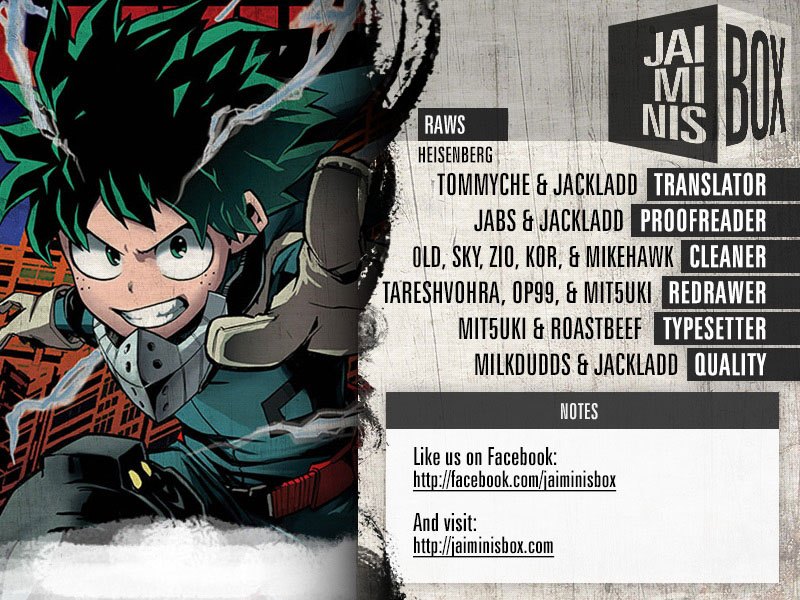 JAI
MI
NIS
BOX
RAWS
HEISENBERG
TOMMYCHE & JACKLADD TRANSLATOR
JABS & JACKLADD PROOFREADER
OLD, SKY, ZIO, KOR, & MIKEHAWK CLEANER
TARESHVOHRA, OP99, & MIT5UKI REDRAWER
MIT5UKI & ROASTBEEF TYPESETTER
MILKDUDDS & JACKLADD QUALITY
NOTES
Like us on Facebook:
http://facebook.com/jaiminisbox
And visit:
http://jaiminisbox.com